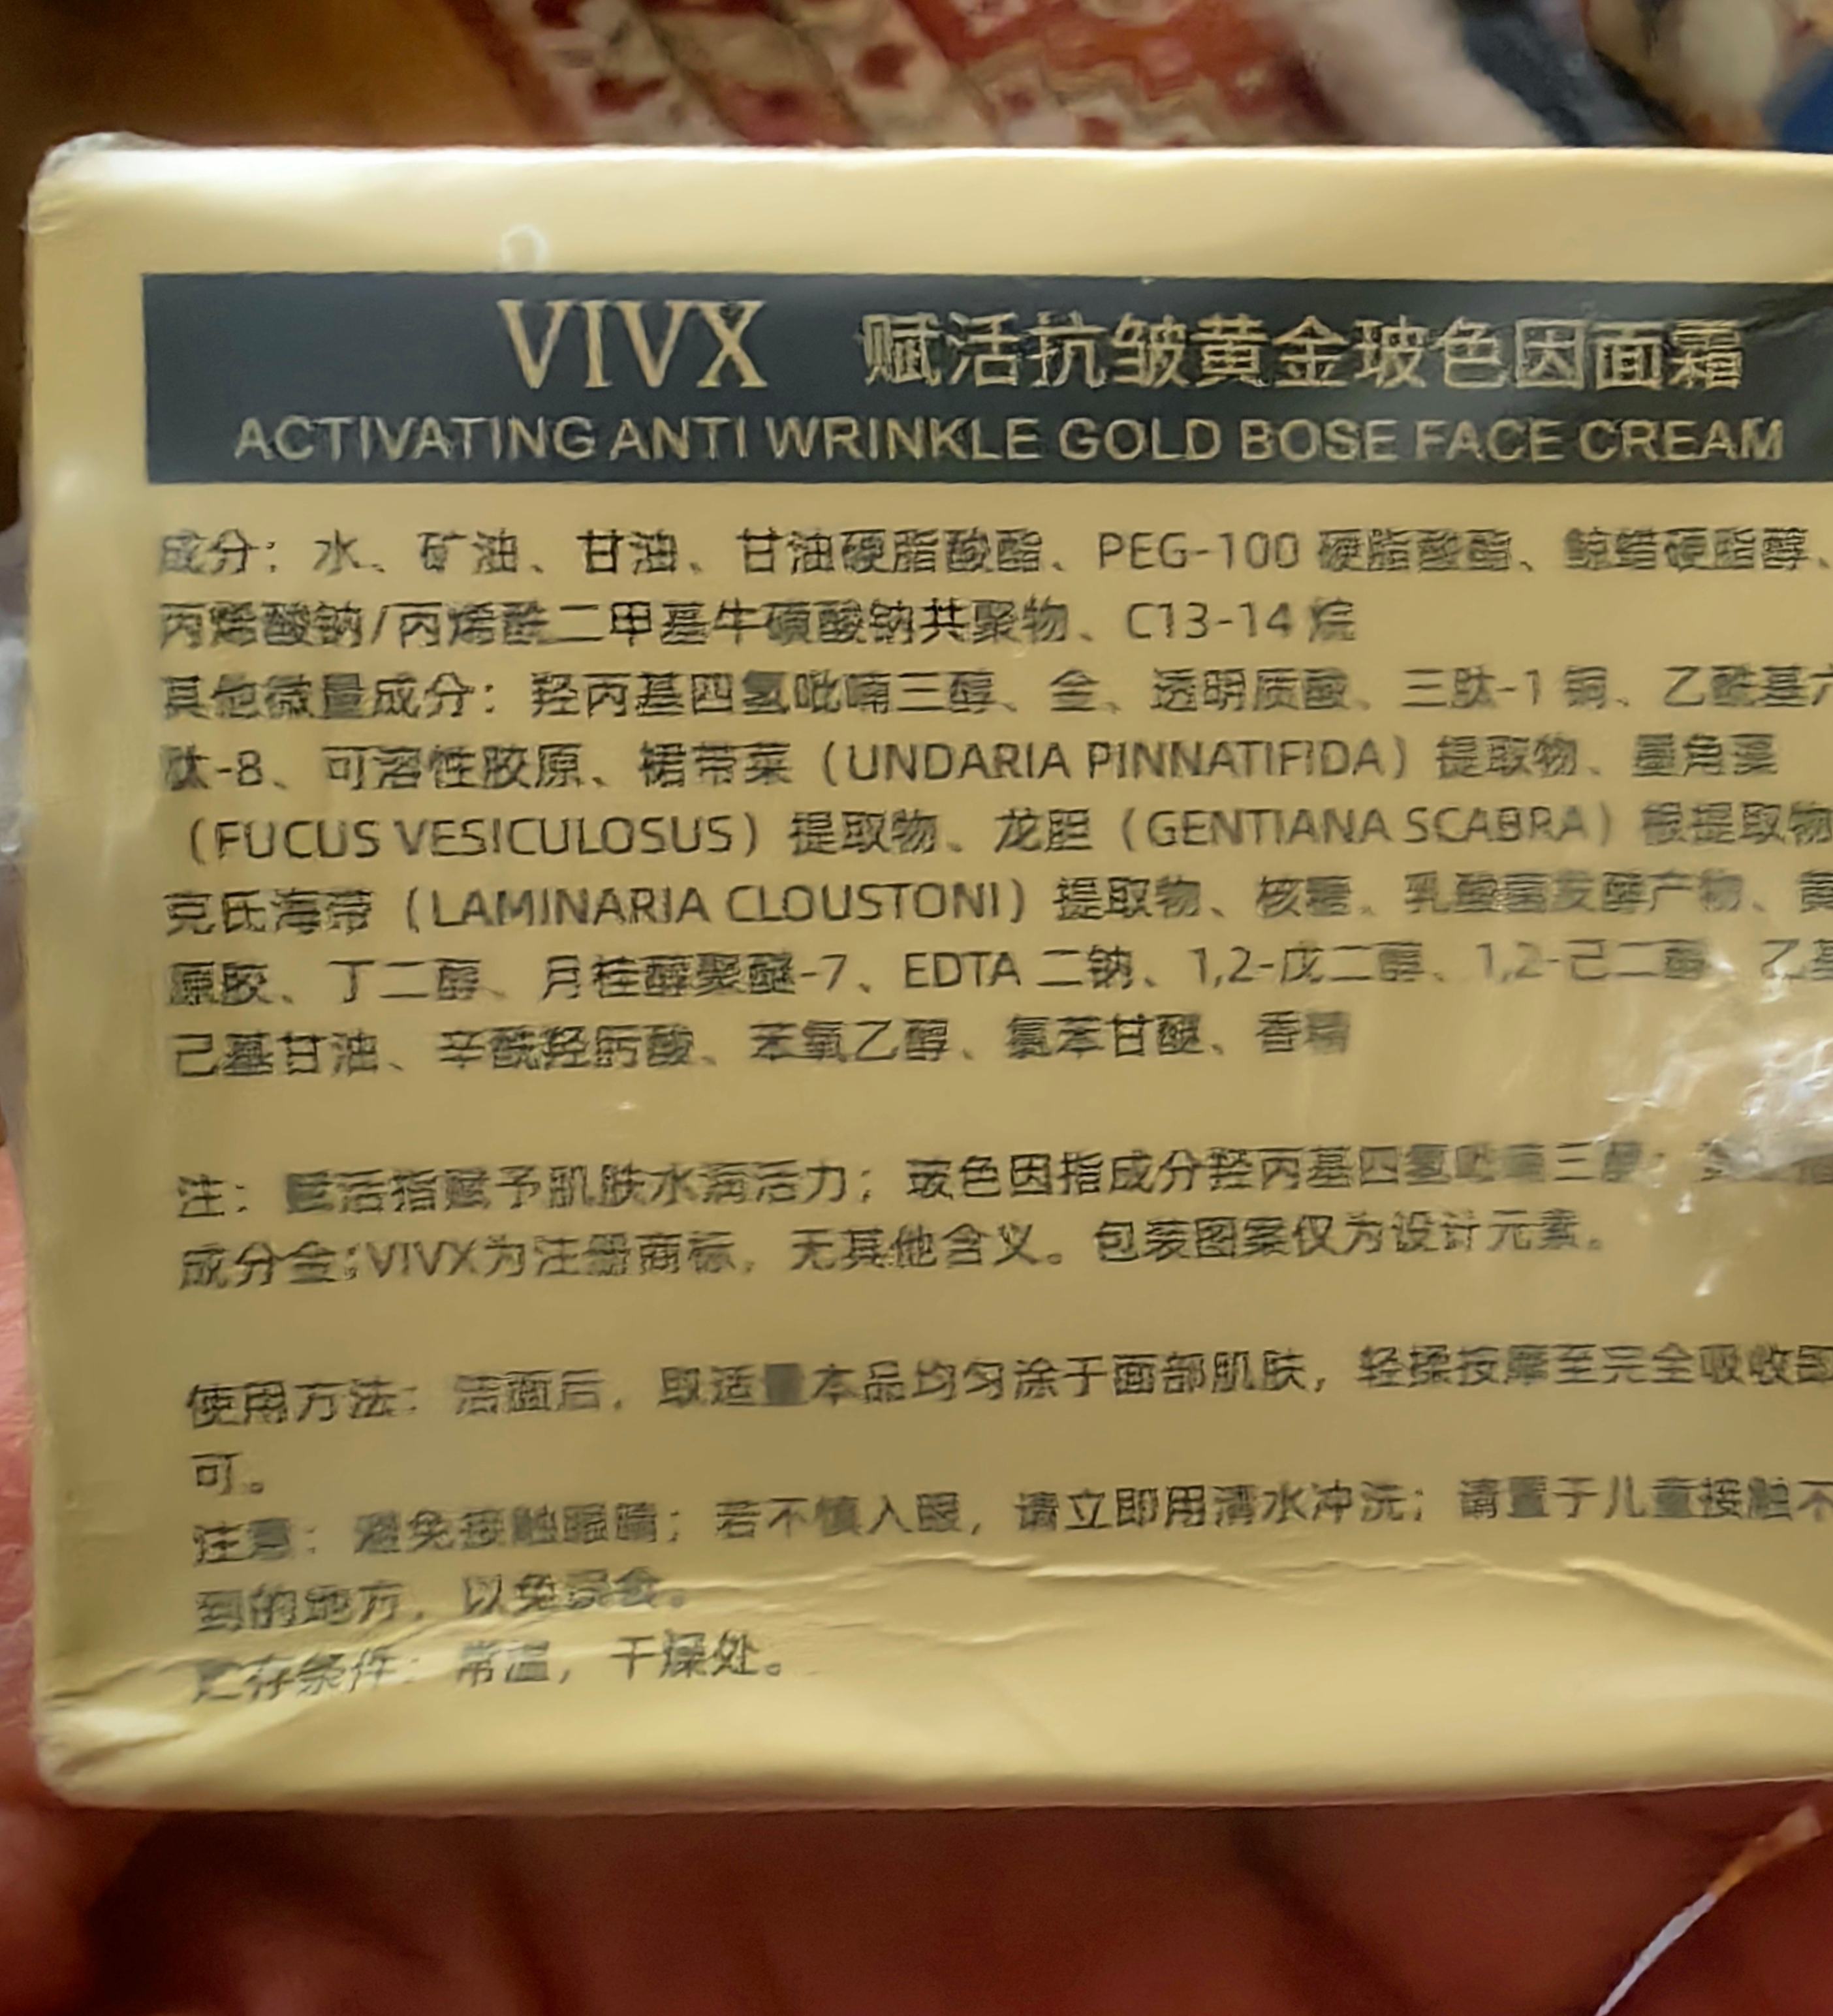 VIVX 赋活抗皱黄金玻色因面霜
ACTIVATING ANTI WRINKLE GOLD BOSE FACE CREAM
成分：水、矿油、甘油、甘油硬脂酸酯、PEG-100 硬脂酸酯、鲸蜡硬脂醇、
丙烯酸钠/丙烯酰二甲基牛磺酸钠共聚物、C13-14 烷
其他微量成分：羟丙基四氢吡喃三醇、金、透明质酸、三肽-1 铜、乙酰基六
肽-8、可溶性胶原、裙带菜（UNDARIA PINNATIFIDA）提取物、墨角藻
（FUCUS VESICULOSUS）提取物、龙胆（GENTIANA SCABRA）根提取物
克氏海带（LAMINARIA CLOUSTONI）提取物、核糖、乳酸菌发酵产物、黄
原胶、丁二醇、月桂醇聚醚-7、EDTA 二钠、1,2-戊二醇、1,2-己二醇、乙基
己基甘油、辛酰羟肟酸、苯氧乙醇、氯苯甘醚、香精
注：赋活指赋予肌肤水润活力；玻色因指成分羟丙基四氢吡喃三醇；
成分金;VIVX为注册商标，无其他含义。包装图案仅为设计元素。
使用方法：洁面后，取适量本品均匀涂于面部肌肤，轻揉按摩至完全吸收即
可。
注意：避免接触眼睛；若不慎入眼，请立即用清水冲洗；请置于儿童接触不
到的地方，以免误食。
贮存条件：常温，干燥处。